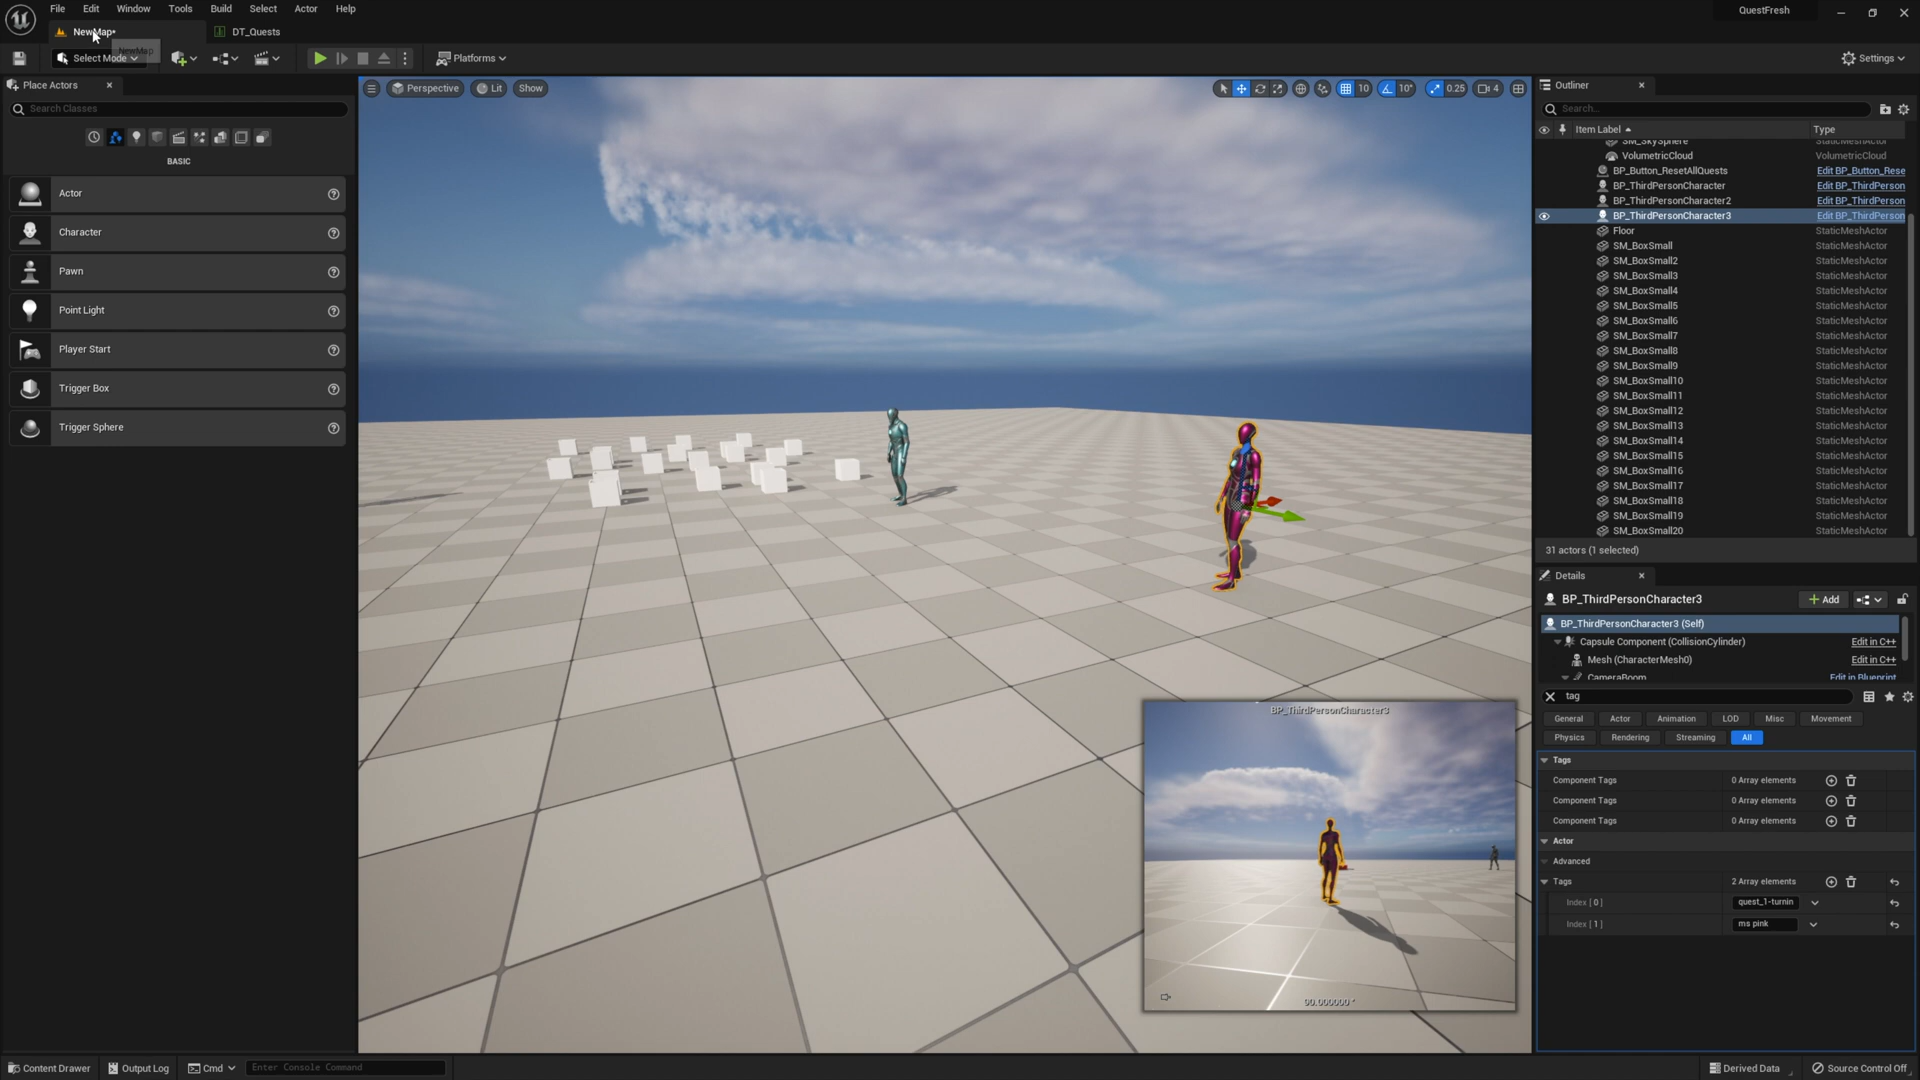 File Edit Window Tools Build Select Actor Help
QuestFresh
NewMap•
DT_Quests
NewMap
Select Mode
Platforms
Settings
Place Actors
Search Classes
BASIC
Actor
Character
Pawn
Point Light
Player Start
Trigger Box
Trigger Sphere
Perspective Lit Show
10 10° 0.25 4
Outliner
Search...
Item Label Type
SM_SkySphere StaticMeshActor
VolumetricCloud VolumetricCloud
BP_Button_ResetAllQuests Edit BP_Button_Rese
BP_ThirdPersonCharacter Edit BP_ThirdPerson
BP_ThirdPersonCharacter2 Edit BP_ThirdPerson
BP_ThirdPersonCharacter3 Edit BP_ThirdPerson
Floor StaticMeshActor
SM_BoxSmall StaticMeshActor
SM_BoxSmall2 StaticMeshActor
SM_BoxSmall3 StaticMeshActor
SM_BoxSmall4 StaticMeshActor
SM_BoxSmall5 StaticMeshActor
SM_BoxSmall6 StaticMeshActor
SM_BoxSmall7 StaticMeshActor
SM_BoxSmall8 StaticMeshActor
SM_BoxSmall9 StaticMeshActor
SM_BoxSmall10 StaticMeshActor
SM_BoxSmall11 StaticMeshActor
SM_BoxSmall12 StaticMeshActor
SM_BoxSmall13 StaticMeshActor
SM_BoxSmall14 StaticMeshActor
SM_BoxSmall15 StaticMeshActor
SM_BoxSmall16 StaticMeshActor
SM_BoxSmall17 StaticMeshActor
SM_BoxSmall18 StaticMeshActor
SM_BoxSmall19 StaticMeshActor
SM_BoxSmall20 StaticMeshActor
31 actors (1 selected)
Details
BP_ThirdPersonCharacter3
Add
BP_ThirdPersonCharacter3 (Self)
Capsule Component (CollisionCylinder) Edit in C++
Mesh (CharacterMesh0) Edit in C++
CameraBoom Edit in Blueprint
tag
General Actor Animation LOD Misc Movement
Physics Rendering Streaming All
Tags
Component Tags 0 Array elements
Component Tags 0 Array elements
Component Tags 0 Array elements
Actor
Advanced
Tags 2 Array elements
Index [ 0 ] quest_1-turnin
Index [ 1 ] ms pink
BP_ThirdPersonCharacter3
90.000000 °
Content Drawer Output Log Cmd Enter Console Command
Derived Data Source Control Off